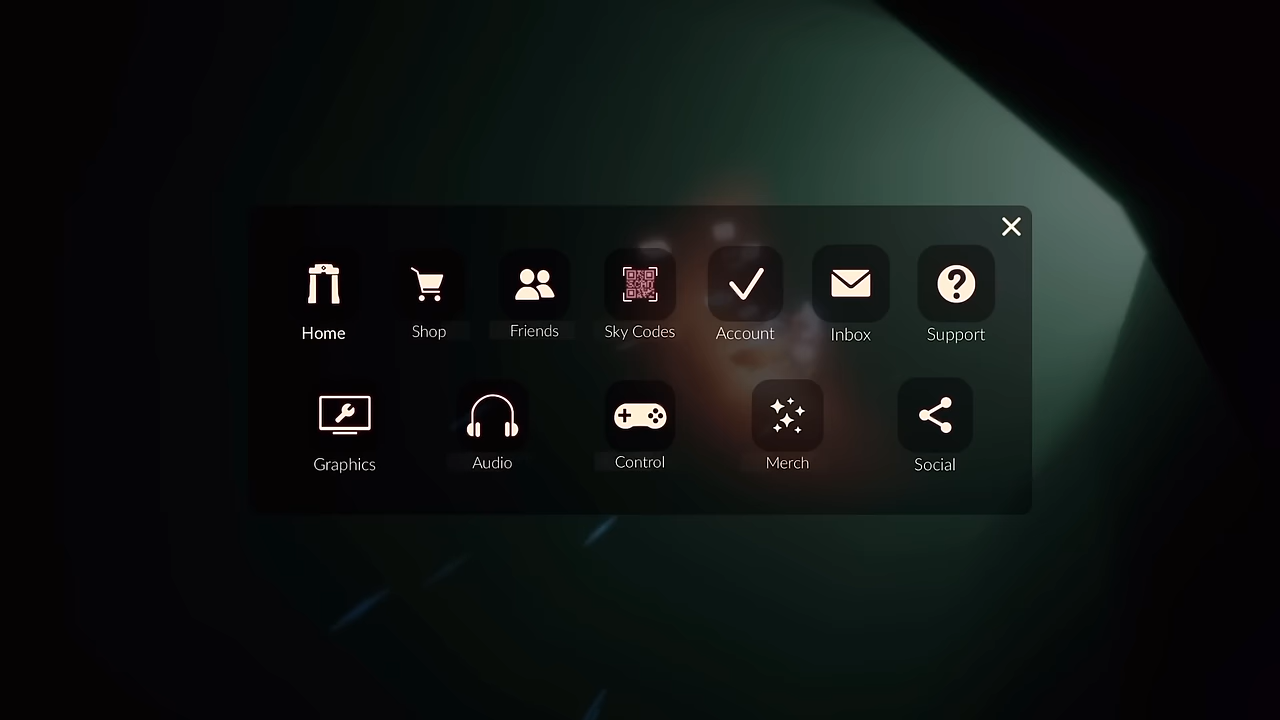 Home Shop Friends Sky Codes Account Inbox Support
Graphics Audio Control Merch Social